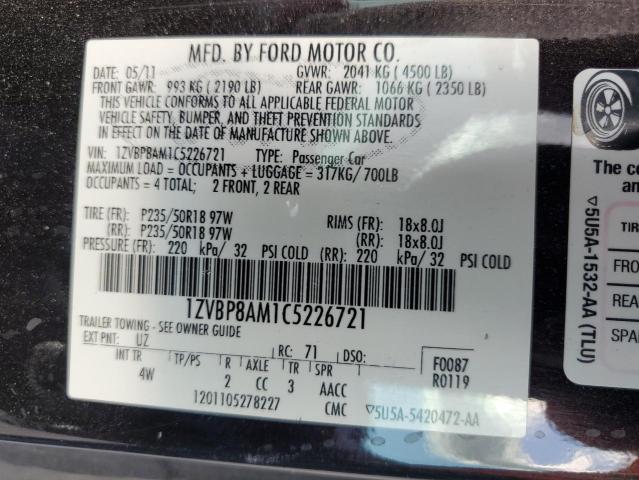 MFD. BY FORD MOTOR CO.
DATE: 05/11 GVWR: 2041 KG ( 4500 LB)
FRONT GAWR: 993 KG ( 2190 LB) REAR GAWR: 1066 KG ( 2350 LB)
THIS VEHICLE CONFORMS TO ALL APPLICABLE FEDERAL MOTOR
VEHICLE SAFETY, BUMPER, AND THEFT PREVENTION STANDARDS
IN EFFECT ON THE DATE OF MANUFACTURE SHOWN ABOVE.
VIN: 1ZVBP8AM1C5226721 TYPE: Passenger Car
MAXIMUM LOAD = OCCUPANTS + LUGGAGE = 317KG/ 700LB
OCCUPANTS = 4 TOTAL; 2 FRONT, 2 REAR
TIRE (FR): P235/50R18 97W RIMS (FR): 18x8.0J
(RR): P235/50R18 97W (RR): 18x8.0J
PRESSURE (FR): 220 kPa/ 32 PSI COLD (RR): 220 kPa/ 32 PSI COLD
1ZVBP8AM1C5226721
TRAILER TOWING - SEE OWNER GUIDE
EXT PNT: UZ RC: 71 DSO:
INT TR TP/PS R AXLE TR SPR F0087
4W 2 CC 3 AACC R0119
1201105278227 CMC ▽5U5A-5420472-AA
The co
an
TIRE
FRO
REA
SPAR
▽5U5A-1532-AA (TLU)